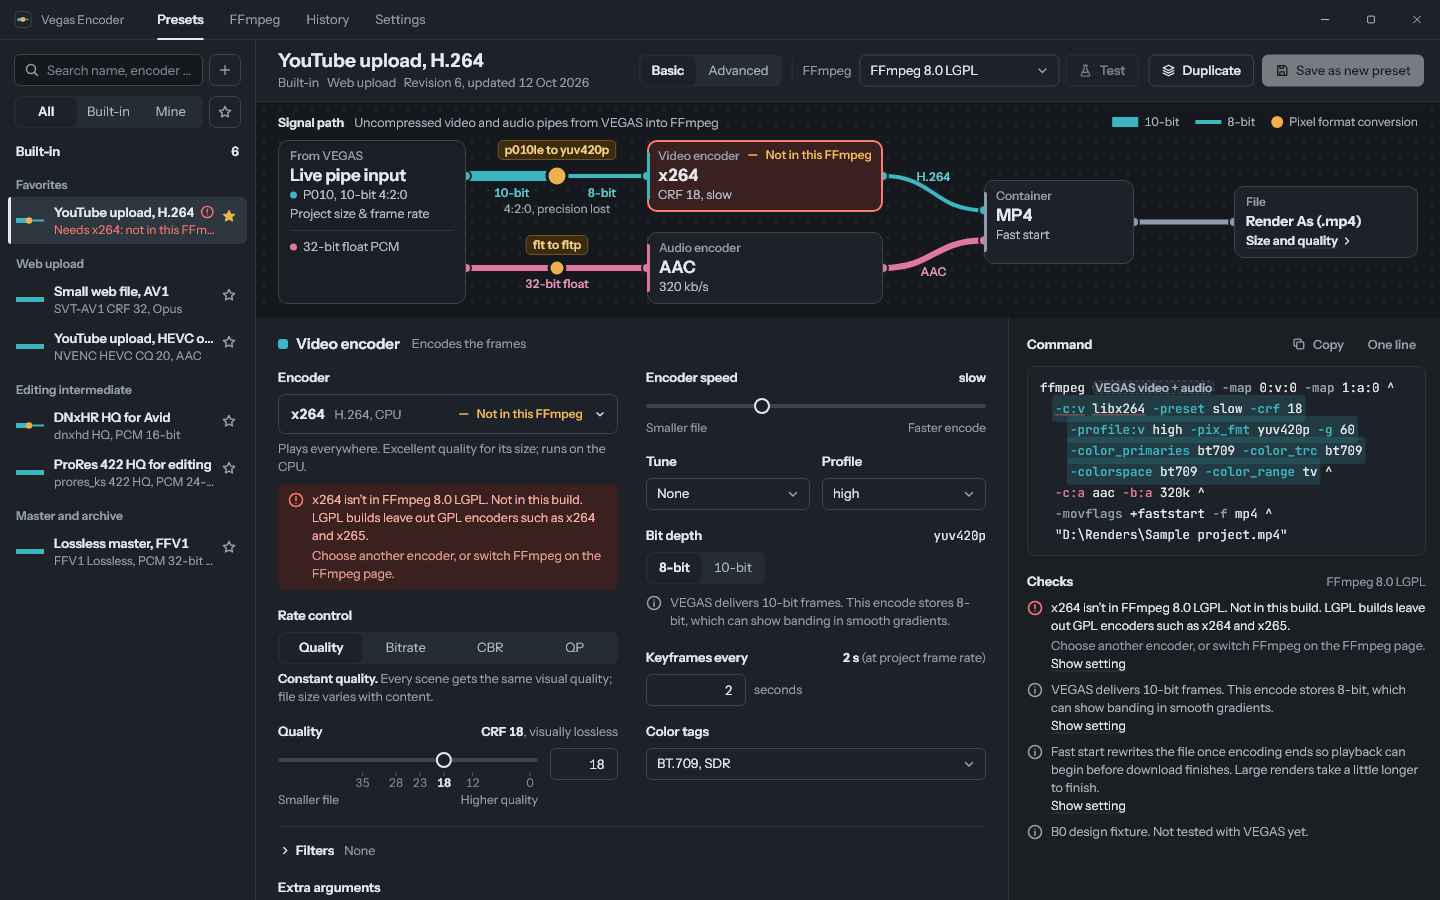 Vegas Encoder
Presets
FFmpeg
History
Settings
Search name, encoder ...
All
Built-in
Mine
Built-in
6
Favorites
YouTube upload, H.264
Needs x264: not in this FFm...
Web upload
Small web file, AV1
SVT-AV1 CRF 32, Opus
YouTube upload, HEVC o...
NVENC HEVC CQ 20, AAC
Editing intermediate
DNxHR HQ for Avid
dnxhd HQ, PCM 16-bit
ProRes 422 HQ for editing
prores_ks 422 HQ, PCM 24-...
Master and archive
Lossless master, FFV1
FFV1 Lossless, PCM 32-bit ...
YouTube upload, H.264
Built-in Web upload Revision 6, updated 12 Oct 2026
Basic
Advanced
FFmpeg
FFmpeg 8.0 LGPL
Test
Duplicate
Save as new preset
Signal path Uncompressed video and audio pipes from VEGAS into FFmpeg
10-bit
8-bit
Pixel format conversion
From VEGAS
Live pipe input
P010, 10-bit 4:2:0
Project size & frame rate
32-bit float PCM
p010le to yuv420p
10-bit
8-bit
4:2:0, precision lost
flt to fltp
32-bit float
Video encoder — Not in this FFmpeg
x264
CRF 18, slow
Audio encoder
AAC
320 kb/s
H.264
AAC
Container
MP4
Fast start
File
Render As (.mp4)
Size and quality
Video encoder Encodes the frames
Encoder
x264 H.264, CPU — Not in this FFmpeg
Plays everywhere. Excellent quality for its size; runs on the
CPU.
x264 isn't in FFmpeg 8.0 LGPL. Not in this build.
LGPL builds leave out GPL encoders such as x264
and x265.
Choose another encoder, or switch FFmpeg on the
FFmpeg page.
Rate control
Quality
Bitrate
CBR
QP
Constant quality. Every scene gets the same visual quality;
file size varies with content.
Quality
CRF 18, visually lossless
18
35 28 23 18 12 0
Smaller file
Higher quality
Filters None
Extra arguments
Encoder speed
slow
Smaller file
Faster encode
Tune
None
Profile
high
Bit depth
yuv420p
8-bit
10-bit
VEGAS delivers 10-bit frames. This encode stores 8-
bit, which can show banding in smooth gradients.
Keyframes every
2 s (at project frame rate)
2
seconds
Color tags
BT.709, SDR
Command
Copy
One line
ffmpeg VEGAS video + audio -map 0:v:0 -map 1:a:0 ^
-c:v libx264 -preset slow -crf 18
-profile:v high -pix_fmt yuv420p -g 60
-color_primaries bt709 -color_trc bt709
-colorspace bt709 -color_range tv ^
-c:a aac -b:a 320k ^
-movflags +faststart -f mp4 ^
"D:\Renders\Sample project.mp4"
Checks
FFmpeg 8.0 LGPL
x264 isn't in FFmpeg 8.0 LGPL. Not in this build. LGPL builds leave
out GPL encoders such as x264 and x265.
Choose another encoder, or switch FFmpeg on the FFmpeg page.
Show setting
VEGAS delivers 10-bit frames. This encode stores 8-bit, which
can show banding in smooth gradients.
Show setting
Fast start rewrites the file once encoding ends so playback can
begin before download finishes. Large renders take a little longer
to finish.
Show setting
B0 design fixture. Not tested with VEGAS yet.